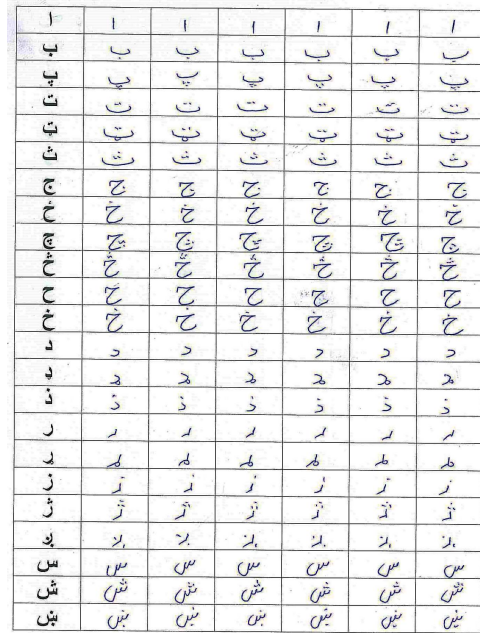 ا ا ا ا ا ا ا
ب ب ب ب ب ب ب
پ پ پ پ پ پ پ
ت ت ت ت ت ت ت
ټ ټ ټ ټ ټ ټ ټ
ث ث ث ث ث ث ث
ج ج ج ج ج ج ج
ځ ځ ځ ځ ځ ځ ځ
چ چ چ چ چ چ چ
څ څ څ څ څ څ څ
ح ح ح ح ح ح ح
خ خ خ خ خ خ خ
د د د د د د د
ډ ډ ډ ډ ډ ډ ډ
ذ ذ ذ ذ ذ ذ ذ
ر ر ر ر ر ر ر
ړ ړ ړ ړ ړ ړ ړ
ز ز ز ز ز ز ز
ژ ژ ژ ژ ژ ژ ژ
ږ ږ ږ ږ ږ ږ ږ
س س س س س س س
ش ش ش ش ش ش ش
ښ ښ ښ ښ ښ ښ ښ